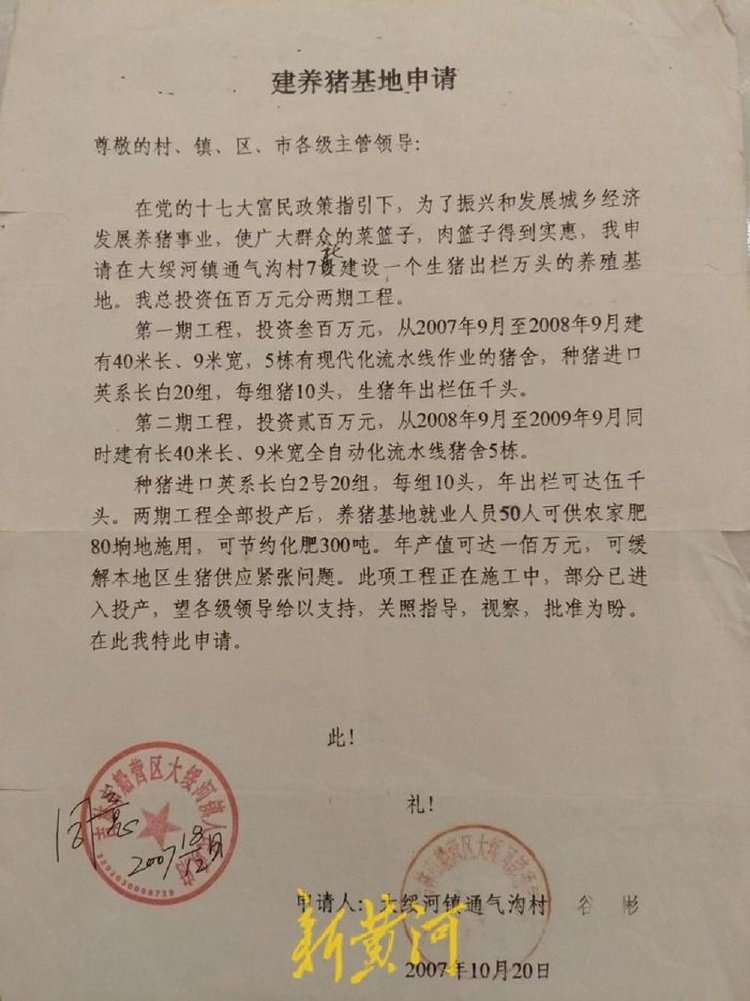 建养猪基地申请
尊敬的村、镇、区、市各级主管领导：
在党的十七大富民政策指引下，为了振兴和发展城乡经济
发展养猪事业，使广大群众的菜篮子，肉篮子得到实惠，我申
请在大绥河镇通气沟村7社建设一个生猪出栏万头的养殖基
地。我总投资伍百万元分两期工程。
第一期工程，投资叁百万元，从2007年9月至2008年9月建
有40米长、9米宽，5栋有现代化流水线作业的猪舍，种猪进口
英系长白20组，每组猪10头，生猪年出栏伍千头。
第二期工程，投资贰百万元，从2008年9月至2009年9月同
时建有长40米长、9米宽全自动化流水线猪舍5栋。
种猪进口英系长白2号20组，每组10头，年出栏可达伍千
头。两期工程全部投产后，养猪基地就业人员50人可供农家肥
80垧地施用，可节约化肥300吨。年产值可达一佰万元，可缓
解本地区生猪供应紧张问题。此项工程正在施工中，部分已进
入投产，望各级领导给以支持，关照指导，视察，批准为盼。
在此我特此申请。
此！
礼！
船营区大绥河镇人
同意
2007
船营区大绥
申请人：大绥河镇通气沟村 谷 彬
新黄河
2007年10月20日